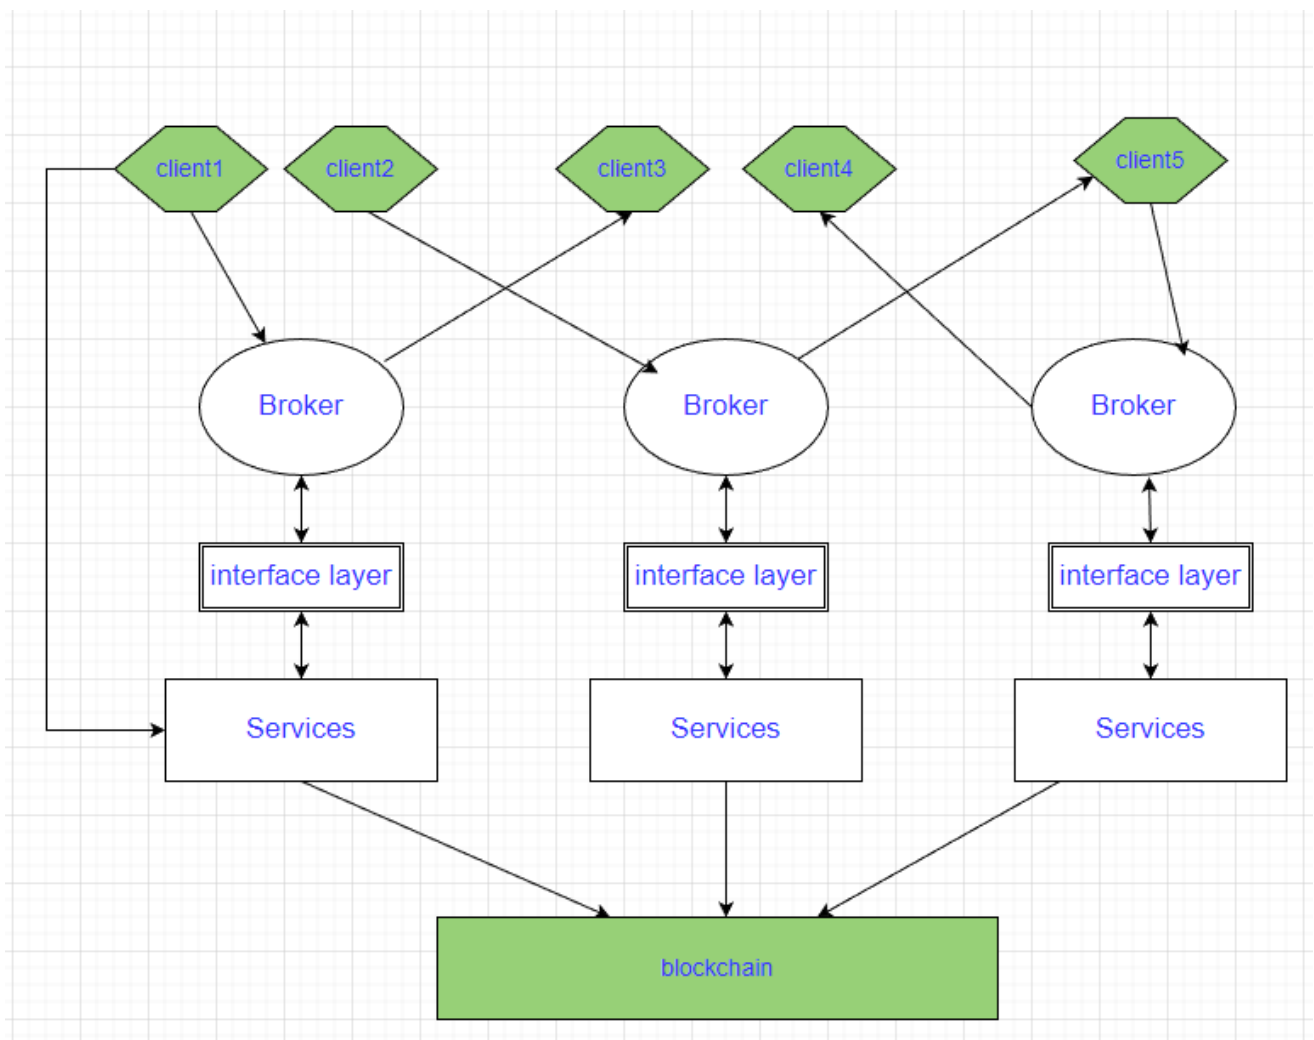 client1
client2
client3
client4
client5
Broker
Broker
Broker
interface layer
interface layer
interface layer
Services
Services
Services
blockchain